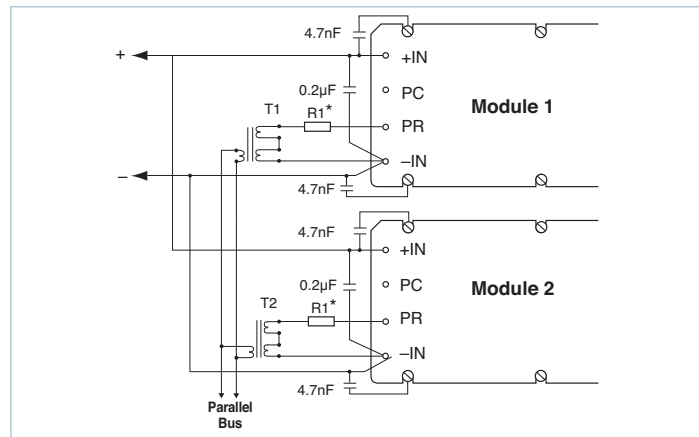 4.7nF
+
+IN
0.2µF
PC
Module 1
T1
R1*
PR
–IN
–
4.7nF
4.7nF
+IN
0.2µF
PC
Module 2
T2
R1*
PR
–IN
4.7nF
Parallel
Bus